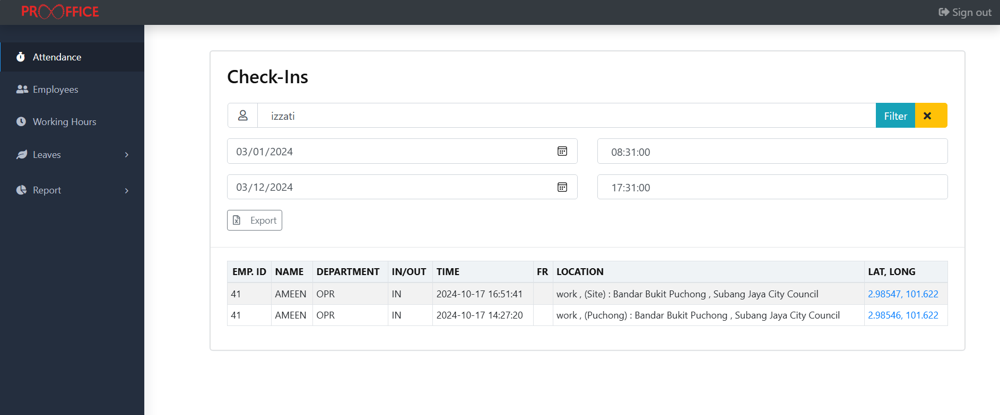 PROOFFICE
Sign out
Attendance
Employees
Working Hours
Leaves
Report
Check-Ins
izzati
Filter
03/01/2024
08:31:00
03/12/2024
17:31:00
Export
EMP. ID NAME DEPARTMENT IN/OUT TIME FR LOCATION LAT, LONG
41 AMEEN OPR IN 2024-10-17 16:51:41 work , (Site) : Bandar Bukit Puchong , Subang Jaya City Council 2.98547, 101.622
41 AMEEN OPR IN 2024-10-17 14:27:20 work , (Puchong) : Bandar Bukit Puchong , Subang Jaya City Council 2.98546, 101.622